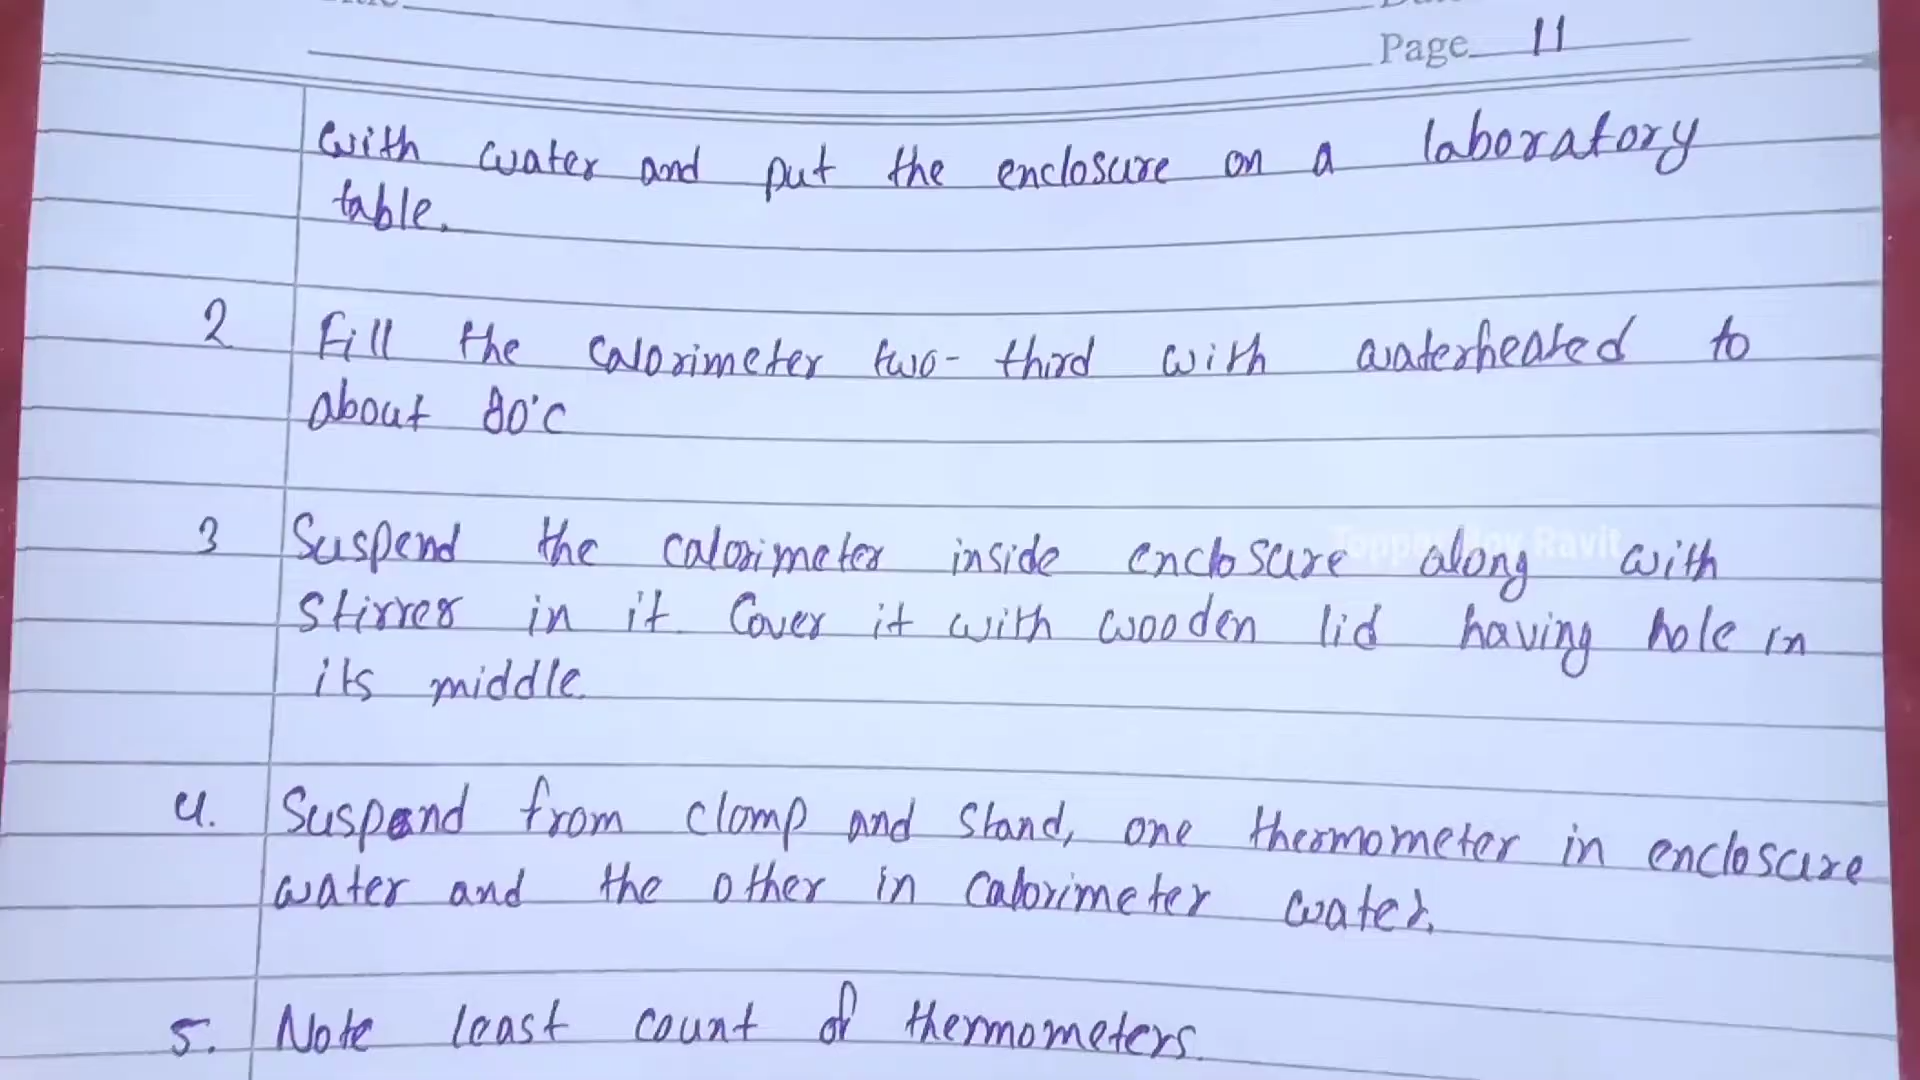 Page 11
with water and put the enclosure on a laboratory
table.
2 Fill the calorimeter two-third with waterheated to
about 80°C
3 Suspend the calorimeter inside enclosure along with
stirrer in it. Cover it with wooden lid having hole in
its middle.
4. Suspend from clomp and stand, one thermometer in enclosure
water and the other in calorimeter water.
5. Note least count of thermometers.